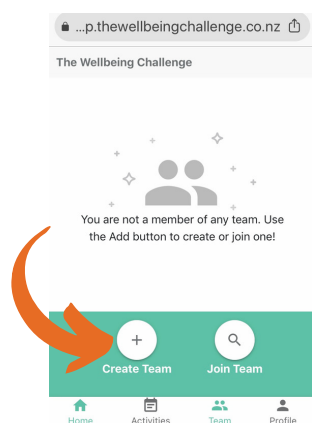 ...p.thewellbeingchallenge.co.nz
The Wellbeing Challenge
You are not a member of any team. Use
the Add button to create or join one!
Create Team Join Team
Home Activities Team Profile